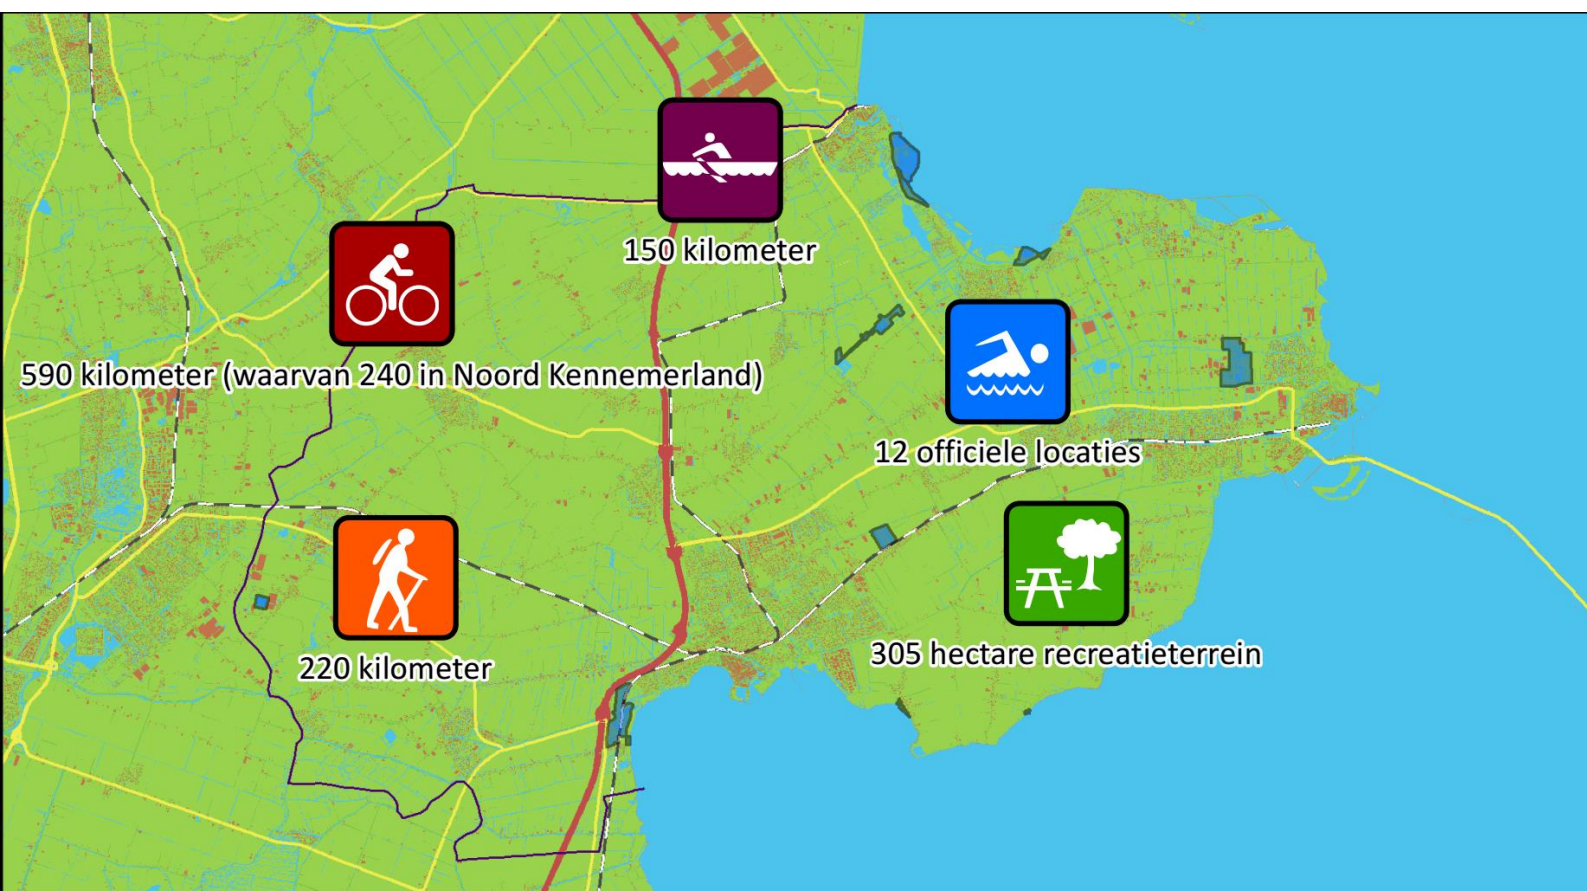 150 kilometer
590 kilometer (waarvan 240 in Noord Kennemerland)
12 officiele locaties
220 kilometer
305 hectare recreatieterrein